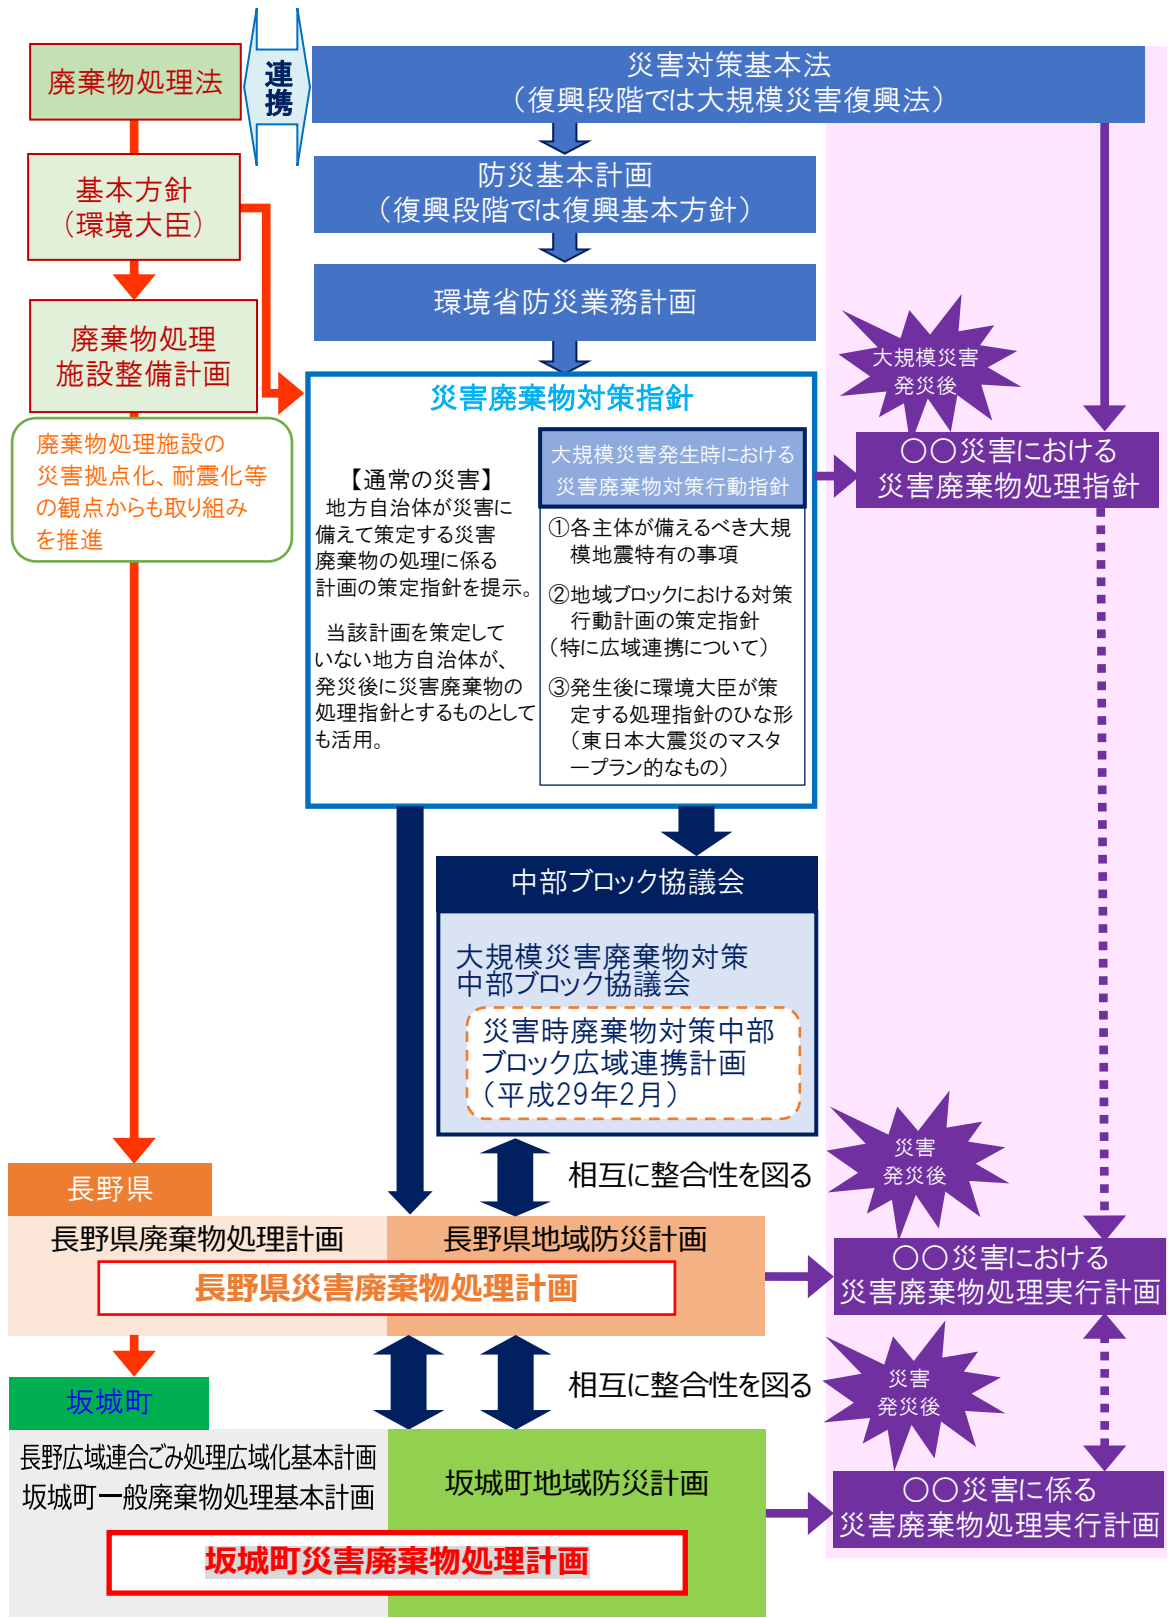 廃棄物処理法
連
携
災害対策基本法
（復興段階では大規模災害復興法）
基本方針
（環境大臣）
防災基本計画
（復興段階では復興基本方針）
環境省防災業務計画
廃棄物処理
施設整備計画
廃棄物処理施設の
災害拠点化、耐震化等
の観点からも取り組み
を推進
災害廃棄物対策指針
【通常の災害】
地方自治体が災害に
備えて策定する災害
廃棄物の処理に係る
計画の策定指針を提示。
当該計画を策定して
いない地方自治体が、
発災後に災害廃棄物の
処理指針とするものとして
も活用。
大規模災害発生時における
災害廃棄物対策行動指針
①各主体が備えるべき大規
模地震特有の事項
②地域ブロックにおける対策
行動計画の策定指針
（特に広域連携について）
③発生後に環境大臣が策
定する処理指針のひな形
（東日本大震災のマスタ
ープラン的なもの）
大規模災害
発災後
〇〇災害における
災害廃棄物処理指針
中部ブロック協議会
大規模災害廃棄物対策
中部ブロック協議会
災害時廃棄物対策中部
ブロック広域連携計画
（平成29年2月）
相互に整合性を図る
災害
発災後
長野県
長野県廃棄物処理計画
長野県地域防災計画
長野県災害廃棄物処理計画
〇〇災害における
災害廃棄物処理実行計画
相互に整合性を図る
災害
発災後
坂城町
長野広域連合ごみ処理広域化基本計画
坂城町一般廃棄物処理基本計画
坂城町地域防災計画
坂城町災害廃棄物処理計画
〇〇災害に係る
災害廃棄物処理実行計画